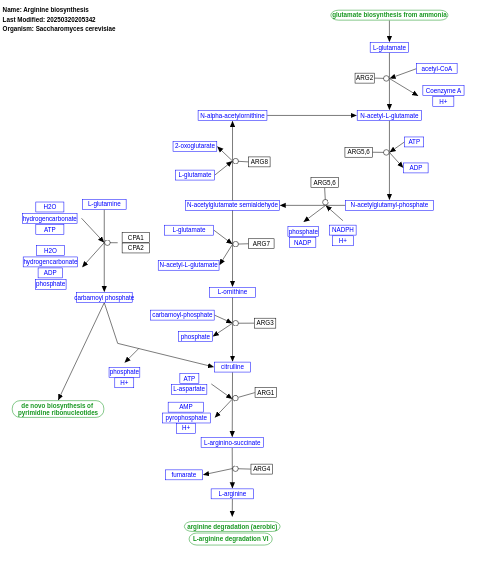 Name: Arginine biosynthesis
Last Modified: 20250320205342
Organism: Saccharomyces cerevisiae
glutamate biosynthesis from ammonia
L-glutamate
acetyl-CoA
ARG2
Coenzyme A
H+
N-alpha-acetylornithine
N-acetyl-L-glutamate
ATP
2-oxoglutarate
ARG5,6
ARG8
ADP
L-glutamate
ARG5,6
L-glutamine
H2O
hydrogencarbonate
ATP
N-acetylglutamate semialdehyde
N-acetylglutamyl-phosphate
phosphate
NADP
NADPH
H+
L-glutamate
CPA1
CPA2
ARG7
H2O
hydrogencarbonate
ADP
phosphate
N-acetyl-L-glutamate
carbamoyl phosphate
L-ornithine
carbamoyl-phosphate
ARG3
phosphate
citrulline
phosphate
H+
ATP
L-aspartate
ARG1
AMP
pyrophosphate
H+
de novo biosynthesis of
pyrimidine ribonucleotides
L-arginino-succinate
ARG4
fumarate
L-arginine
arginine degradation (aerobic)
L-arginine degradation VI